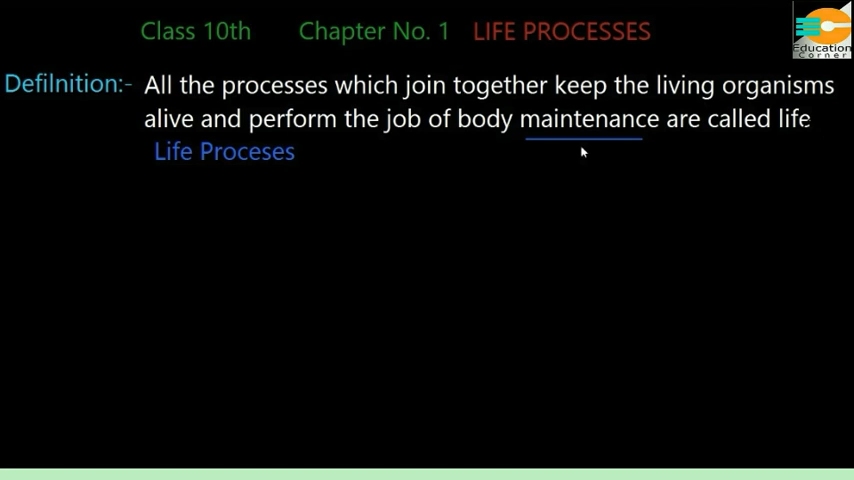 Class 10th Chapter No. 1 LIFE PROCESSES
Education
Corner
Defilnition:- All the processes which join together keep the living organisms
alive and perform the job of body maintenance are called life
Life Proceses